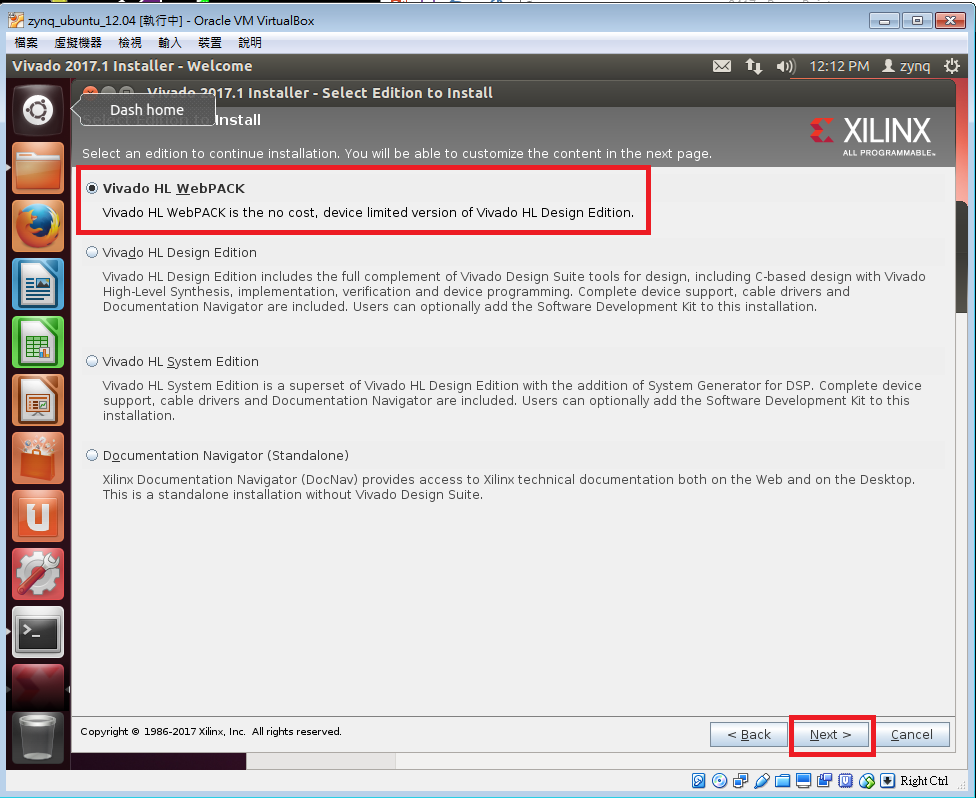 zynq_ubuntu_12.04 [執行中] - Oracle VM VirtualBox
檔案 虛擬機器 檢視 輸入 裝置 說明
Vivado 2017.1 Installer - Welcome 12:12 PM zynq
Vivado 2017.1 Installer - Select Edition to Install
Dash home
Select Edition to Install
XILINX
ALL PROGRAMMABLE
Select an edition to continue installation. You will be able to customize the content in the next page.
Vivado HL WebPACK
Vivado HL WebPACK is the no cost, device limited version of Vivado HL Design Edition.
Vivado HL Design Edition
Vivado HL Design Edition includes the full complement of Vivado Design Suite tools for design, including C-based design with Vivado
High-Level Synthesis, implementation, verification and device programming. Complete device support, cable drivers and
Documentation Navigator are included. Users can optionally add the Software Development Kit to this installation.
Vivado HL System Edition
Vivado HL System Edition is a superset of Vivado HL Design Edition with the addition of System Generator for DSP. Complete device
support, cable drivers and Documentation Navigator are included. Users can optionally add the Software Development Kit to this
installation.
Documentation Navigator (Standalone)
Xilinx Documentation Navigator (DocNav) provides access to Xilinx technical documentation both on the Web and on the Desktop.
This is a standalone installation without Vivado Design Suite.
Copyright © 1986-2017 Xilinx, Inc. All rights reserved.
< Back Next > Cancel
Right Ctrl